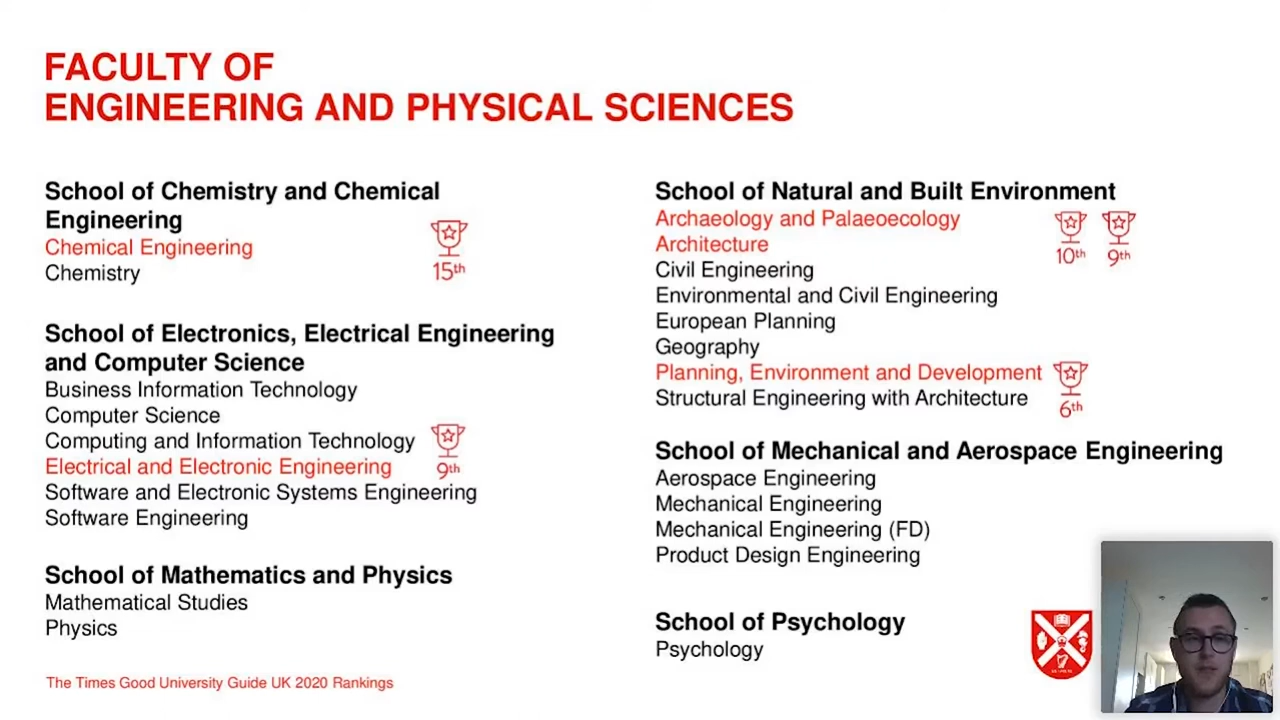 FACULTY OF
ENGINEERING AND PHYSICAL SCIENCES
School of Chemistry and Chemical
Engineering
Chemical Engineering
Chemistry
15th
School of Electronics, Electrical Engineering
and Computer Science
Business Information Technology
Computer Science
Computing and Information Technology
Electrical and Electronic Engineering
9th
Software and Electronic Systems Engineering
Software Engineering
School of Mathematics and Physics
Mathematical Studies
Physics
The Times Good University Guide UK 2020 Rankings
School of Natural and Built Environment
Archaeology and Palaeoecology
Architecture
10th 9th
Civil Engineering
Environmental and Civil Engineering
European Planning
Geography
Planning, Environment and Development
Structural Engineering with Architecture
6th
School of Mechanical and Aerospace Engineering
Aerospace Engineering
Mechanical Engineering
Mechanical Engineering (FD)
Product Design Engineering
School of Psychology
Psychology